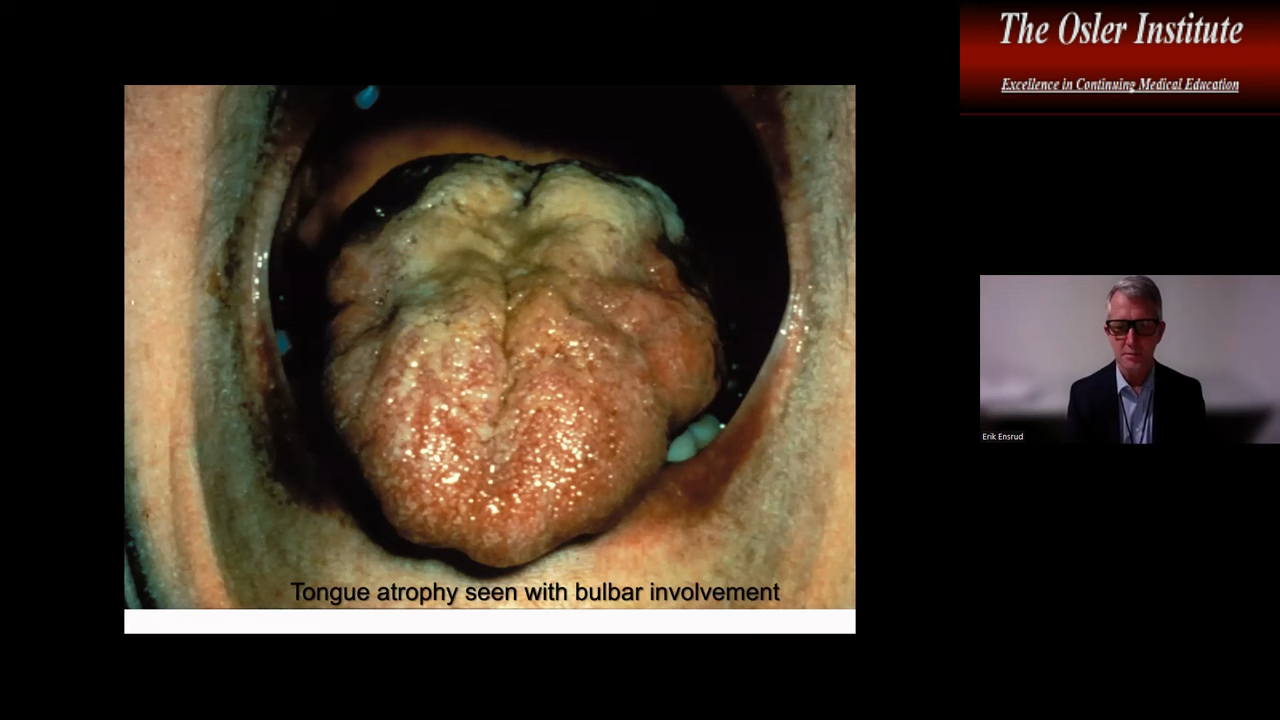 The Osler Institute
Excellence in Continuing Medical Education
Tongue atrophy seen with bulbar involvement
Erik Ensrud